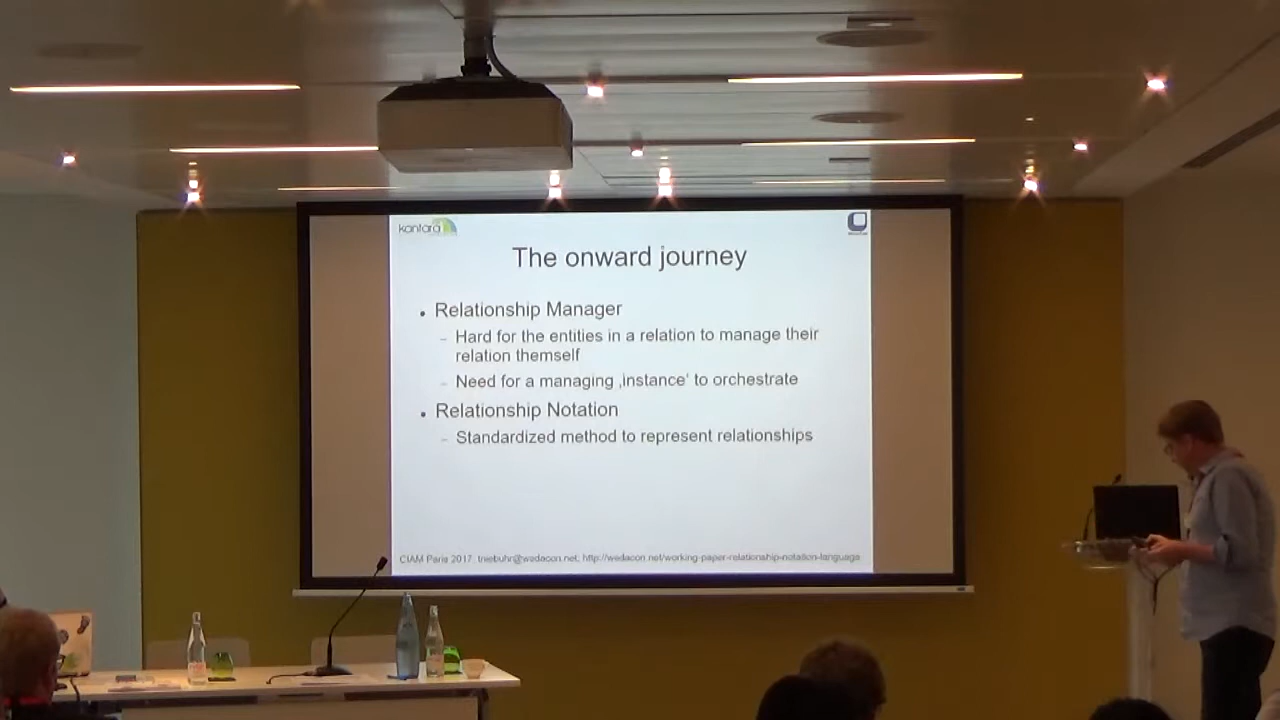 kantara
The onward journey
• Relationship Manager
– Hard for the entities in a relation to manage their
relation themself
– Need for a managing ‚instance‘ to orchestrate
• Relationship Notation
– Standardized method to represent relationships
CIAM Paris 2017 tniebuhr@wedacon.net; http://wedacon.net/working-paper-relationship-notation-language